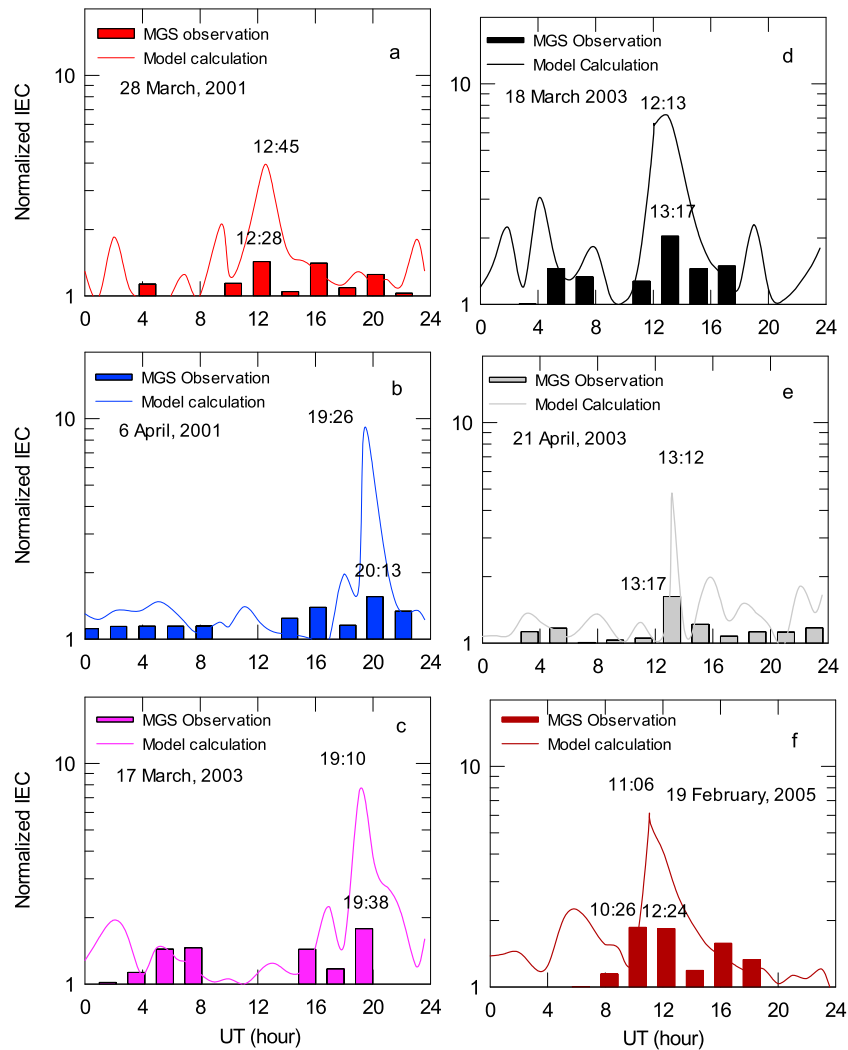 MGS observation
Model calculation
a
28 March, 2001
12:45
12:28
10
1
0 4 8 12 16 20 24
Normalized IEC
MGS Observation
Model Calculation
d
18 March 2003
12:13
13:17
10
1
0 4 8 12 16 20 24
MGS Observation
Model calculation
b
6 April, 2001
19:26
20:13
10
1
0 4 8 12 16 20 24
Normalized IEC
MGS Observation
Model Calculation
e
21 April, 2003
13:12
13:17
10
1
0 4 8 12 16 20 24
MGS Observation
Model calculation
c
17 March, 2003
19:10
19:38
10
1
0 4 8 12 16 20 24
Normalized IEC
UT (hour)
MGS Observation
Model calculation
f
19 February, 2005
11:06
10:26 12:24
10
1
0 4 8 12 16 20 24
UT (hour)